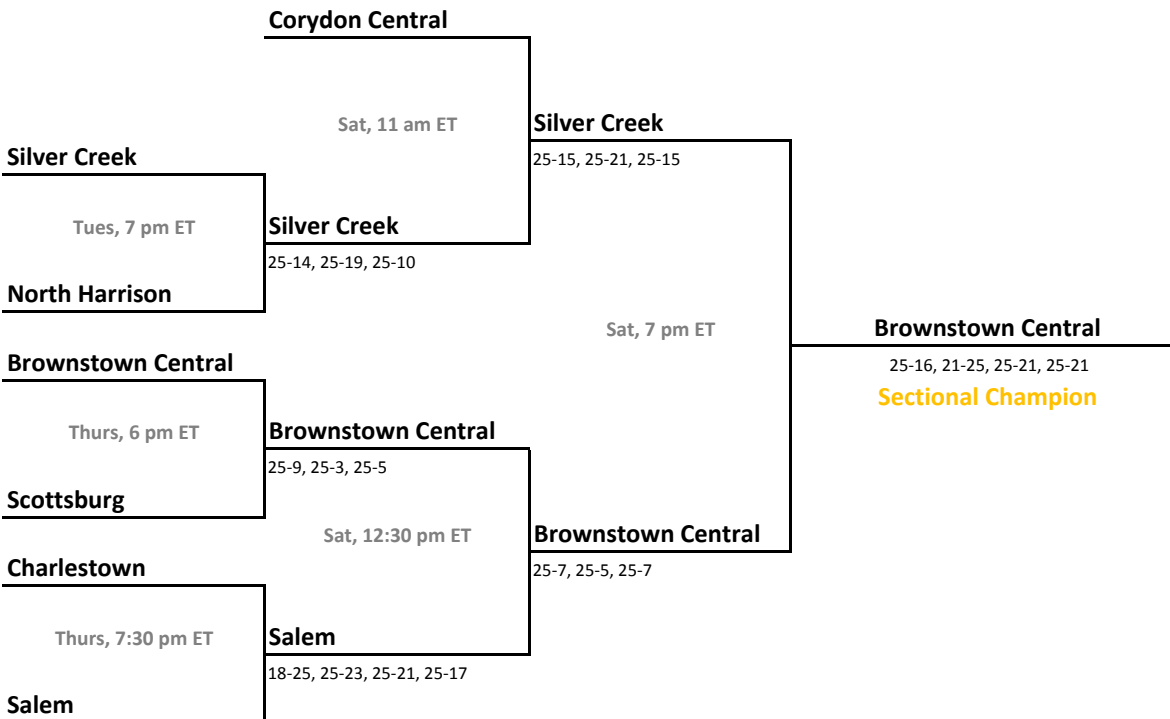 Corydon Central
Sat, 11 am ET
Silver Creek
Silver Creek
25-15, 25-21, 25-15
Tues, 7 pm ET
Silver Creek
25-14, 25-19, 25-10
North Harrison
Sat, 7 pm ET
Brownstown Central
Brownstown Central
25-16, 21-25, 25-21, 25-21
Sectional Champion
Thurs, 6 pm ET
Brownstown Central
25-9, 25-3, 25-5
Scottsburg
Sat, 12:30 pm ET
Brownstown Central
Charlestown
25-7, 25-5, 25-7
Thurs, 7:30 pm ET
Salem
18-25, 25-23, 25-21, 25-17
Salem